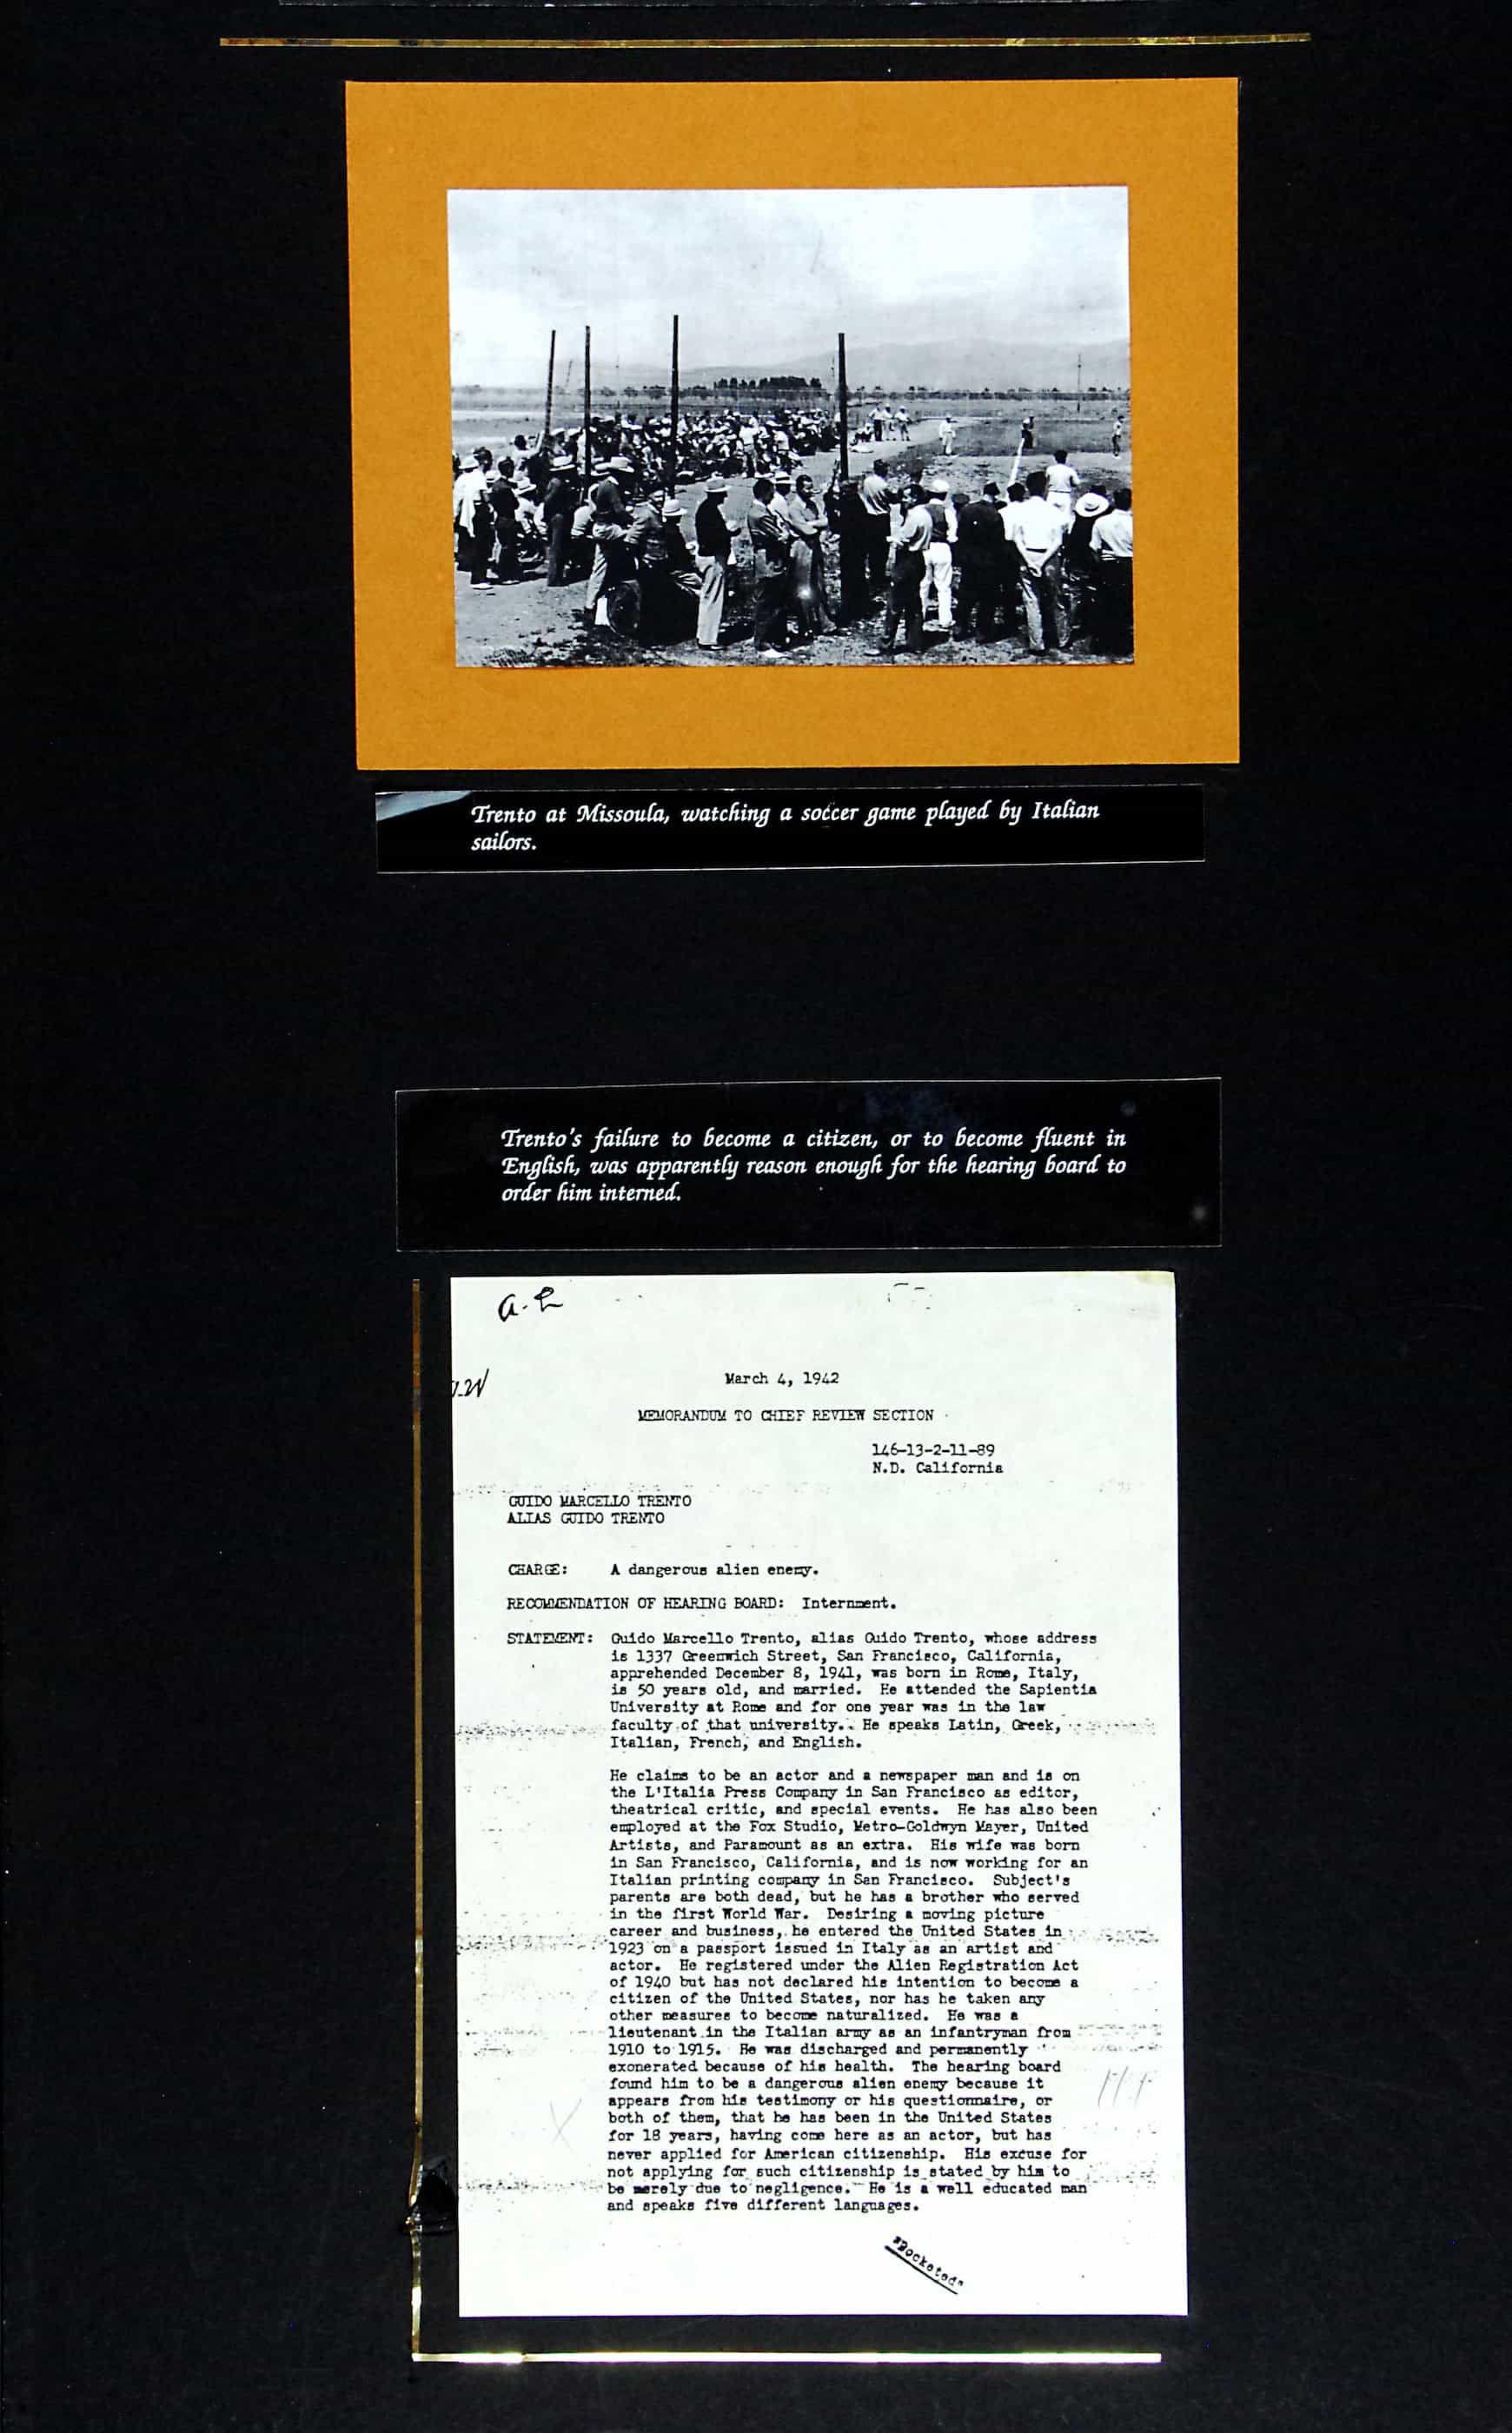 Trento at Missoula, watching a soccer game played by Italian
sailors.
Trento's failure to become a citizen, or to become fluent in
English, was apparently reason enough for the hearing board to
order him interned.
March 4, 1942
MEMORANDUM TO CHIEF REVIEW SECTION
146-13-2-11-89
N.D. California
GUIDO MARCELLO TRENTO
ALIAS GUIDO TRENTO
CHARGE: A dangerous alien enemy.
RECOMMENDATION OF HEARING BOARD: Internment.
STATEMENT: Guido Marcello Trento, alias Guido Trento, whose address
is 1337 Greenwich Street, San Francisco, California,
apprehended December 8, 1941, was born in Rome, Italy,
is 50 years old, and married. He attended the Sapientia
University at Rome and for one year was in the law
faculty of that university. He speaks Latin, Greek,
Italian, French, and English.
He claims to be an actor and a newspaper man and is on
the L'Italia Press Company in San Francisco as editor,
theatrical critic, and special events. He has also been
employed at the Fox Studio, Metro-Goldwyn Mayer, United
Artists, and Paramount as an extra. His wife was born
in San Francisco, California, and is now working for an
Italian printing company in San Francisco. Subject's
parents are both dead, but he has a brother who served
in the first World War. Desiring a moving picture
career and business, he entered the United States in
1923 on a passport issued in Italy as an artist and
actor. He registered under the Alien Registration Act
of 1940 but has not declared his intention to become a
citizen of the United States, nor has he taken any
other measures to become naturalized. He was a
lieutenant in the Italian army as an infantryman from
1910 to 1915. He was discharged and permanently
exonerated because of his health. The hearing board
found him to be a dangerous alien enemy because it
appears from his testimony or his questionnaire, or
both of them, that he has been in the United States
for 18 years, having come here as an actor, but has
never applied for American citizenship. His excuse for
not applying for such citizenship is stated by him to
be merely due to negligence. He is a well educated man
and speaks five different languages.
"Docketed"